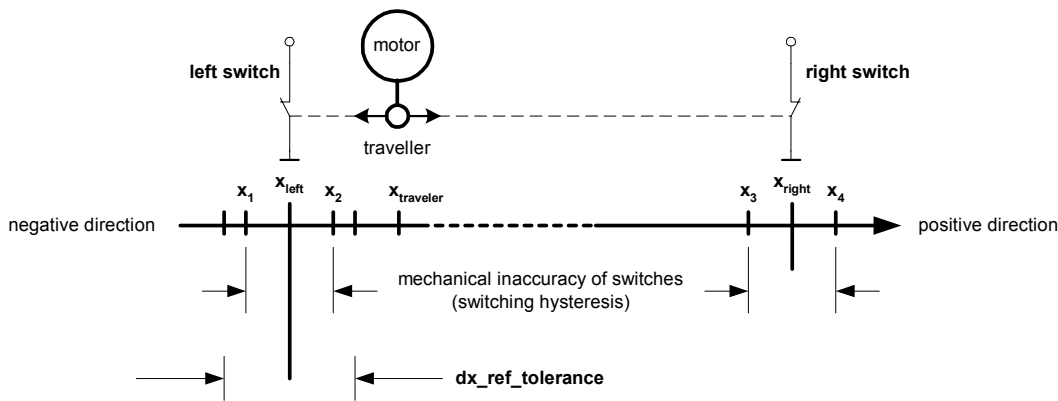 motor
left switch
right switch
traveller
x1
xleft
x2
xtraveler
x3
xright
x4
negative direction
positive direction
mechanical inaccuracy of switches
(switching hysteresis)
dx_ref_tolerance